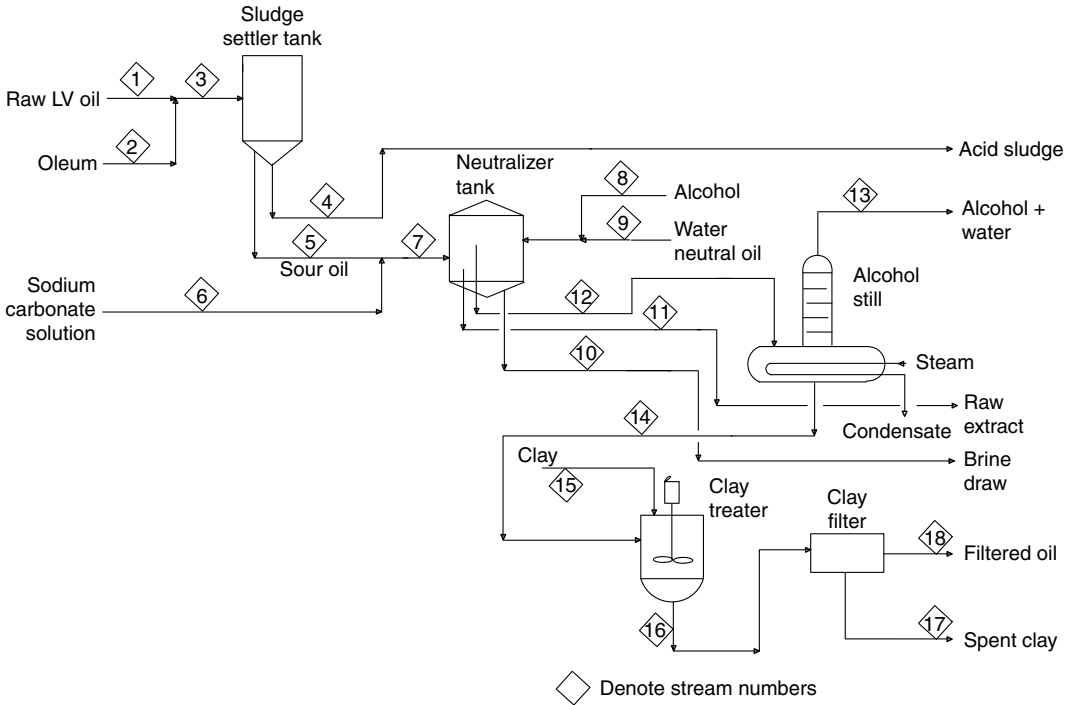 Sludge
settler tank
1
3
Raw LV oil
2
Oleum
Acid sludge
Neutralizer
tank
8
Alcohol
13
4
Alcohol +
water
5
7
9
Water
neutral oil
Sour oil
Alcohol
still
Sodium
carbonate
solution
6
12
11
10
Steam
Raw
extract
Condensate
14
Brine
draw
Clay
15
Clay
treater
Clay
filter
18
Filtered oil
16
17
Spent clay
Denote stream numbers